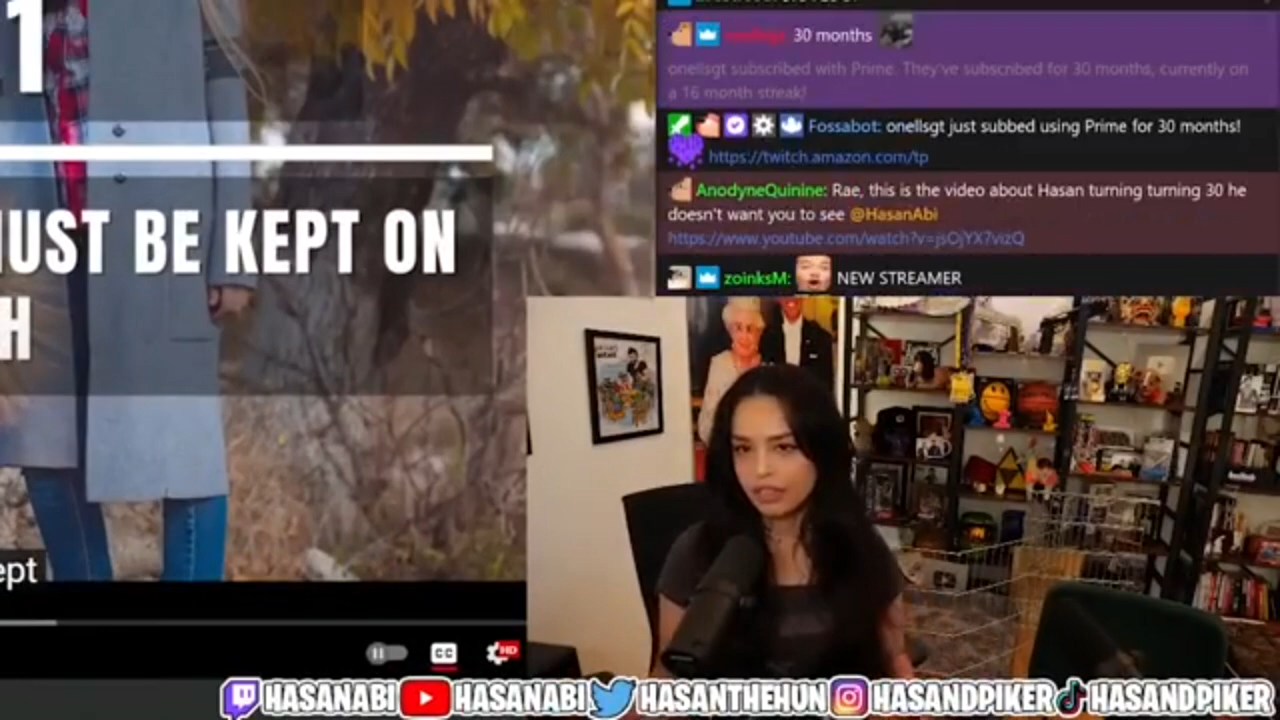 1
MUST BE KEPT ON
H
ept
30 months
onellsgt subscribed with Prime. They've subscribed for 30 months, currently on
a 16 month streak!
Fossabot: onellsgt just subbed using Prime for 30 months!
https://twitch.amazon.com/tp
AnodyneQuinine: Rae, this is the video about Hasan turning turning 30 he
doesn't want you to see @HasanAbi
https://www.youtube.com/watch?v=jsOjYX7vizQ
zoinksM: NEW STREAMER
CC
HD
HASANABI HASANABI HASANTHEHUN HASANDPIKER HASANDPIKER